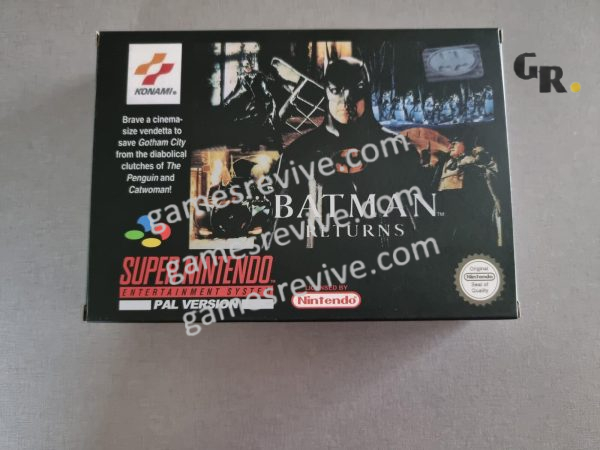 GR.
KONAMI®
Brave a cinema-
size vendetta to
save Gotham City
from the diabolical
clutches of The
Penguin and
Catwoman!
BATMAN™
RETURNS
SUPER NINTENDO
ENTERTAINMENT SYSTEM
PAL VERSION
LICENSED BY
Nintendo
Original
Nintendo
Seal of
Quality
gamesrevive.com
gamesrevive.com
gamesrevive.com